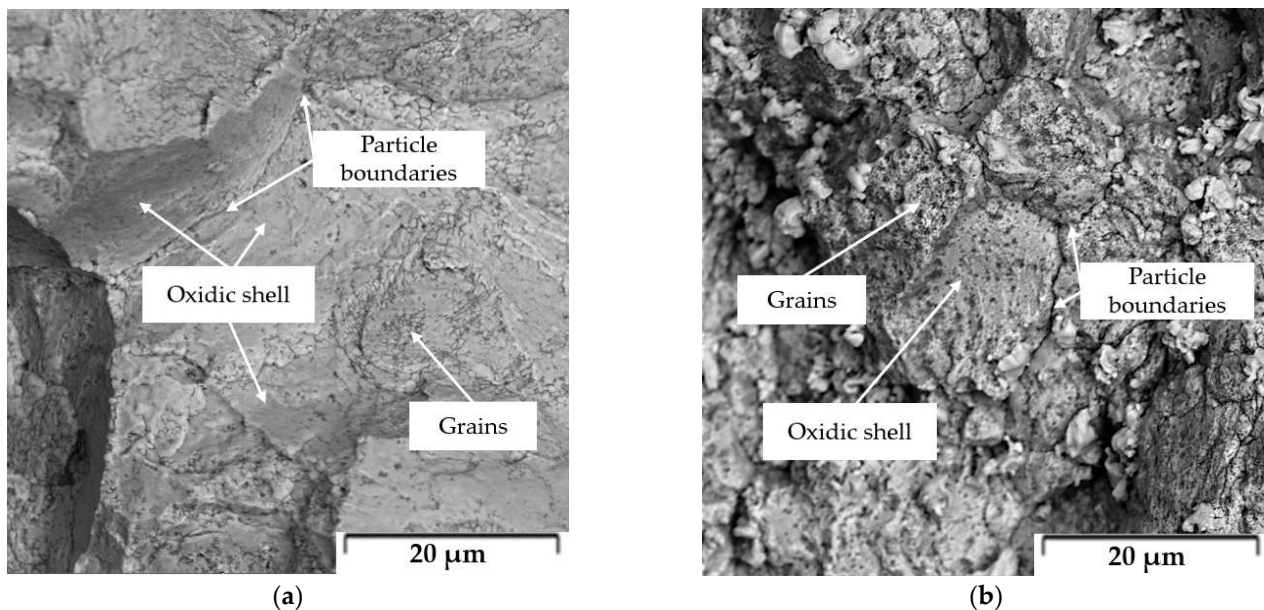 Particle
boundaries
Oxidic shell
Grains
20 µm
(a)
Grains
Particle
boundaries
Oxidic shell
20 µm
(b)